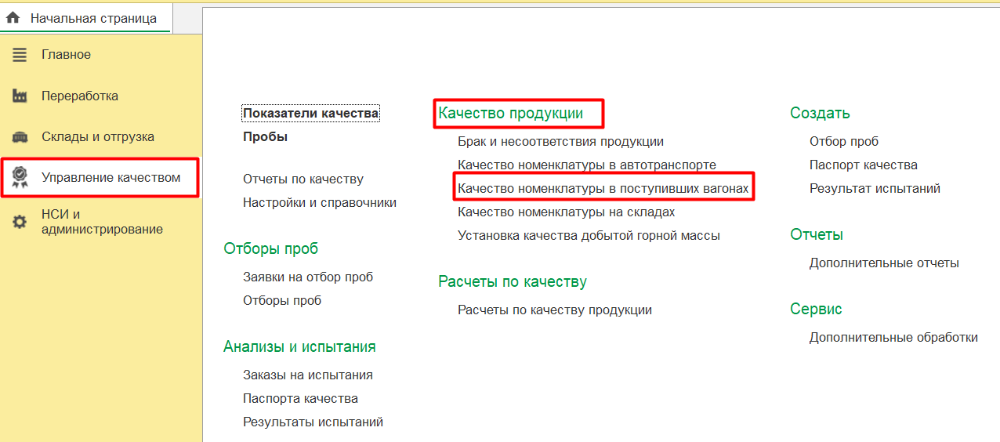 Начальная страница
Главное
Переработка
Склады и отгрузка
Управление качеством
НСИ и
администрирование
Показатели качества
Пробы
Отчеты по качеству
Настройки и справочники
Отборы проб
Заявки на отбор проб
Отборы проб
Анализы и испытания
Заказы на испытания
Паспорта качества
Результаты испытаний
Качество продукции
Брак и несоответствия продукции
Качество номенклатуры в автотранспорте
Качество номенклатуры в поступивших вагонах
Качество номенклатуры на складах
Установка качества добытой горной массы
Расчеты по качеству
Расчеты по качеству продукции
Создать
Отбор проб
Паспорт качества
Результат испытаний
Отчеты
Дополнительные отчеты
Сервис
Дополнительные обработки